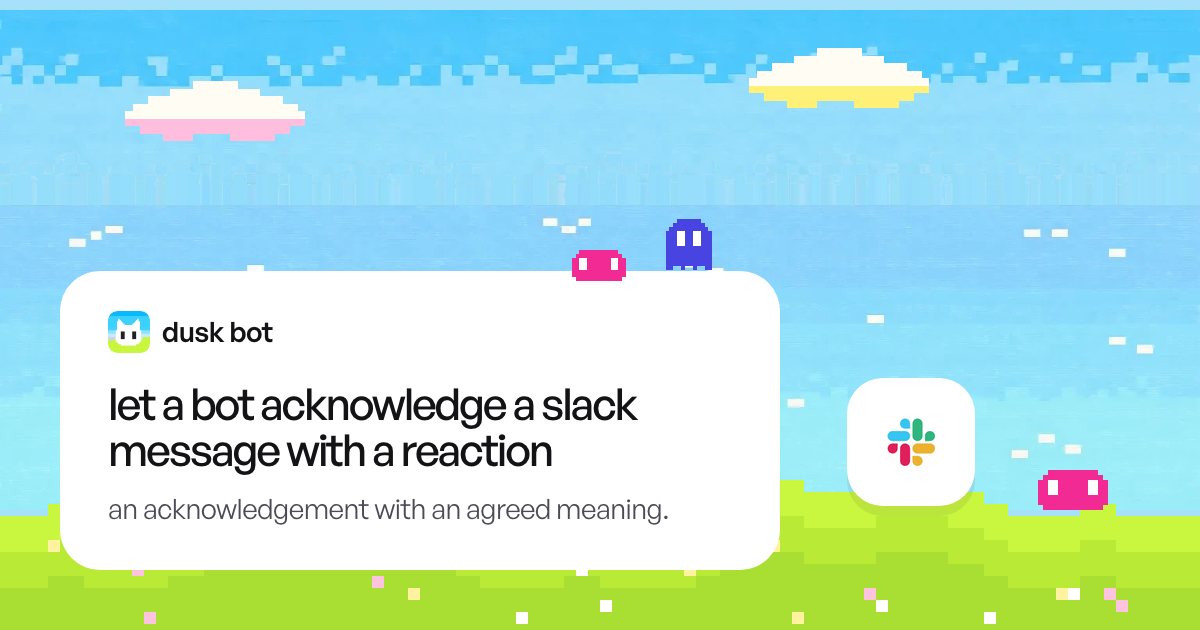 dusk bot
let a bot acknowledge a slack
message with a reaction
an acknowledgement with an agreed meaning.